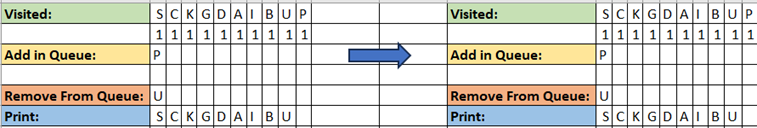 Visited: S C K G D A I B U P
1 1 1 1 1 1 1 1 1 1
Add in Queue: P
Remove From Queue: U
Print: S C K G D A I B U
Visited: S C K G D A I B U P
1 1 1 1 1 1 1 1 1 1
Add in Queue: P
Remove From Queue: U
Print: S C K G D A I B U